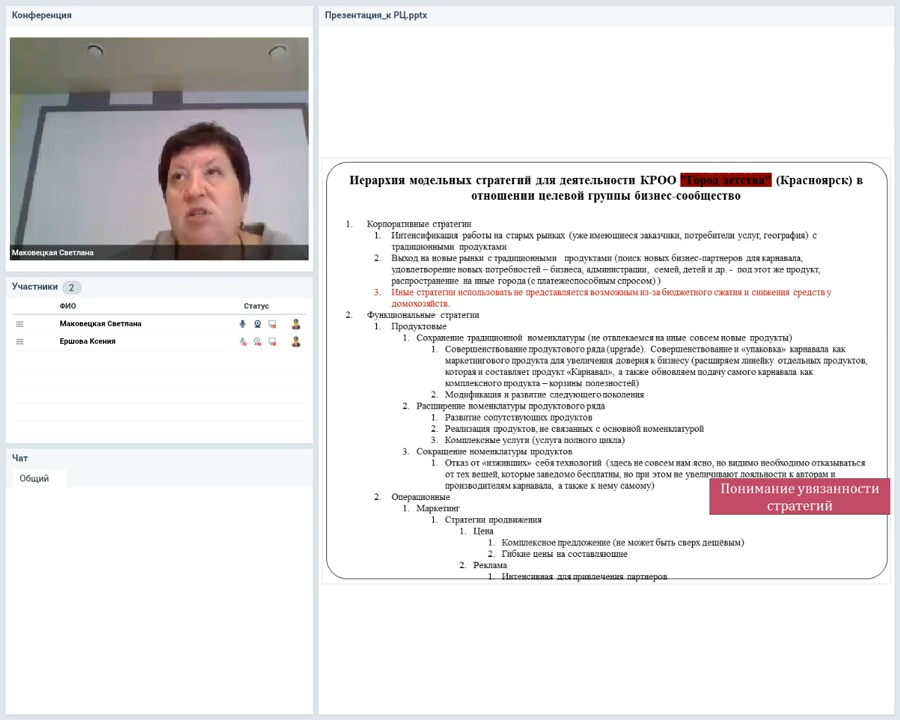 Конференция
Маковецкая Светлана
Участники 2
ФИО Статус
Маковецкая Светлана
Ершова Ксения
Чат
Общий
Презентация_к РЦ.pptx
Иерархия модельных стратегий для деятельности КРОО "Город детства" (Красноярск) в
отношении целевой группы бизнес-сообщество
1. Корпоративные стратегии
1. Интенсификация работы на старых рынках (уже имеющиеся заказчики, потребители услуг, география) с
традиционными продуктами
2. Выход на новые рынки с традиционными продуктами (поиск новых бизнес-партнеров для карнавала,
удовлетворение новых потребностей – бизнеса, администрации, семей, детей и др. - под этот же продукт,
распространение на иные города (с платежеспособным спросом) )
3. Иные стратегии использовать не представляется возможным из-за бюджетного сжатия и снижения средств у
домохозяйств.
2. Функциональные стратегии
1. Продуктовые
1. Сохранение традиционной номенклатуры (не отвлекаемся на иные совсем новые продукты)
1. Совершенствование продуктового ряда (upgrade). Совершенствование и «упаковка» карнавала как
маркетингового продукта для увеличения доверия к бизнесу (расширяем линейку отдельных продуктов,
которая и составляет продукт «Карнавал», а также обновляем подачу самого карнавала как
комплексного продукта – корзины полезностей)
2. Модификация и развитие следующего поколения
2. Расширение номенклатуры продуктового ряда
1. Развитие сопутствующих продуктов
2. Реализация продуктов, не связанных с основной номенклатурой
3. Комплексные услуги (услуга полного цикла)
3. Сокращение номенклатуры продуктов
1. Отказ от «изживших» себя технологий (здесь не совсем нам ясно, но видимо необходимо отказываться
от тех вещей, которые заведомо бесплатны, но при этом не увеличивают лояльности к авторам и
производителям карнавала, а также к нему самому)
Понимание увязанности
стратегий
2. Операционные
1. Маркетинг
1. Стратегии продвижения
1. Цена
1. Комплексное предложение (не может быть сверх дешёвым)
2. Гибкие цены на составляющие
2. Реклама
1. Интенсивная для привлечения партнеров